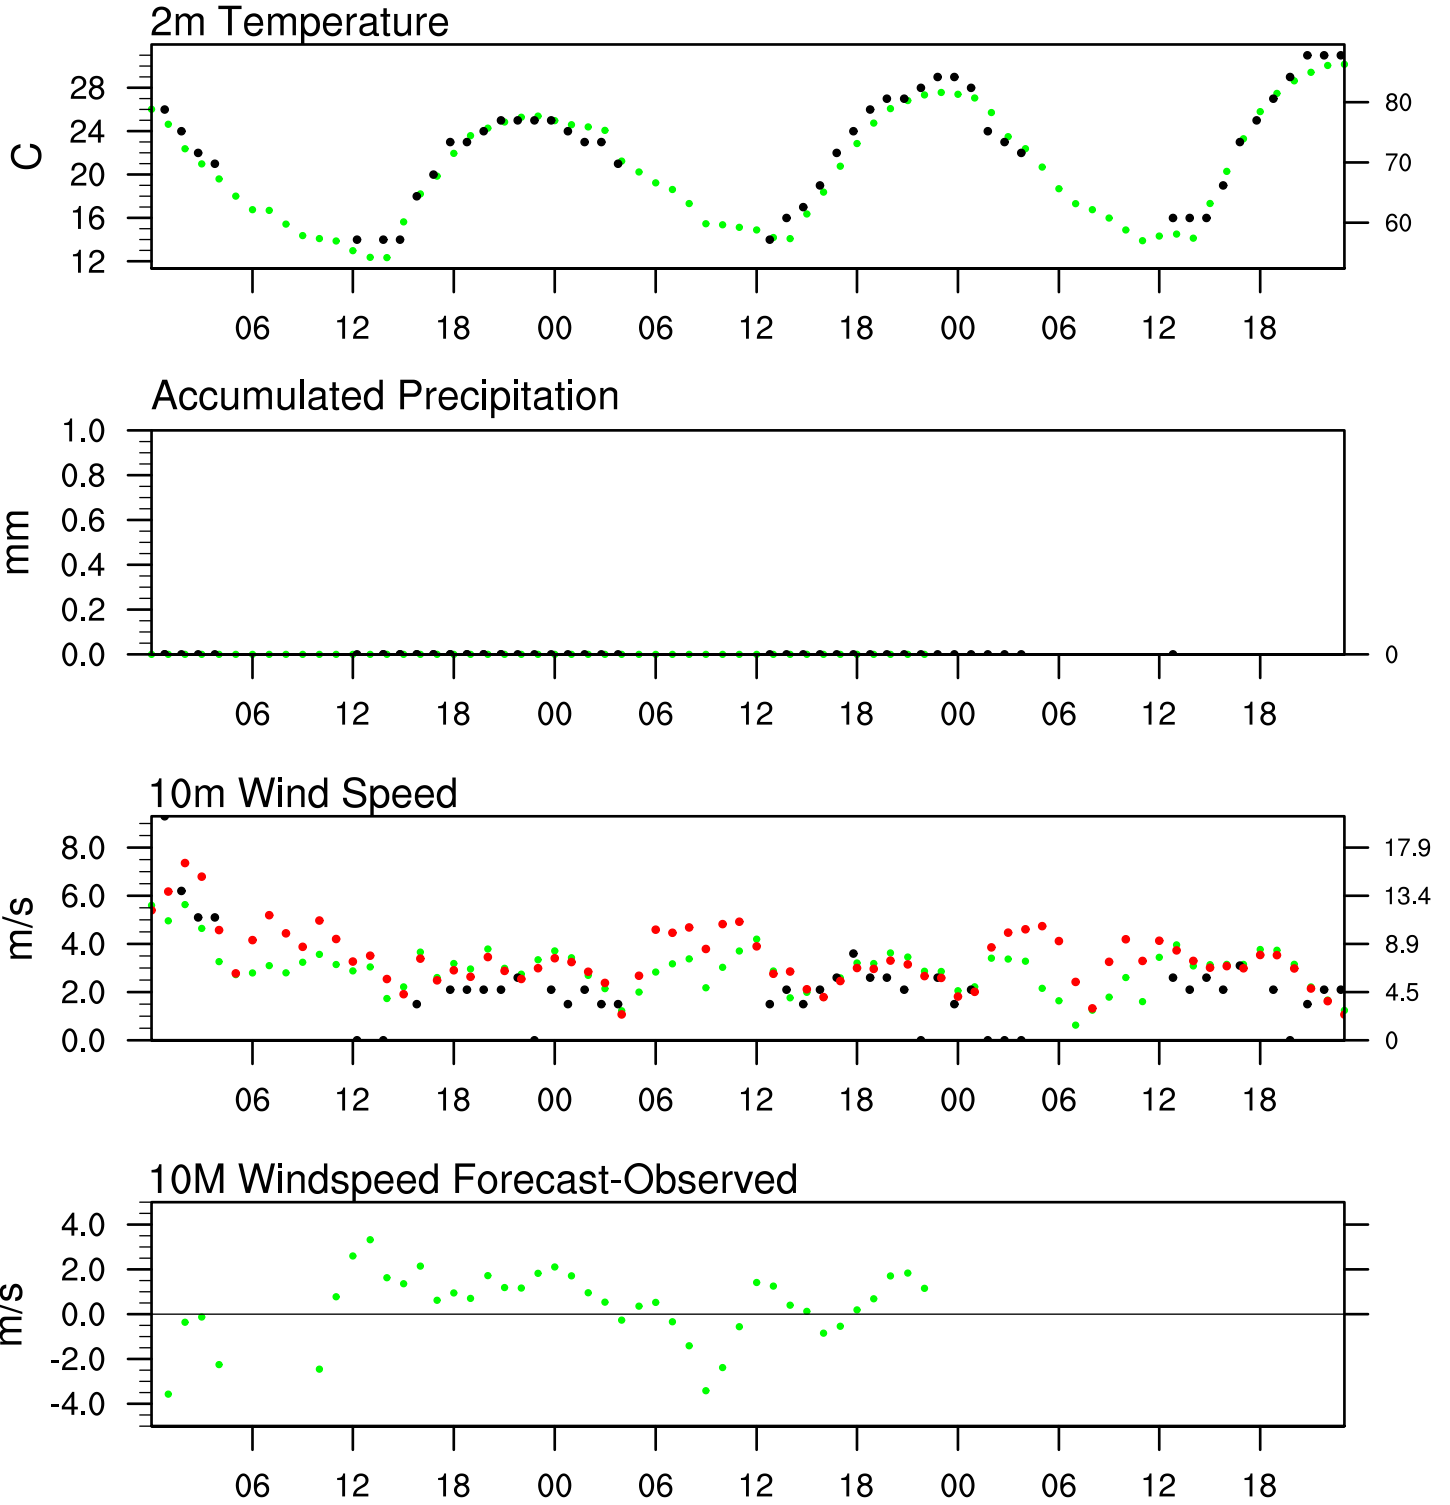 2m Temperature
C
28
24
20
16
12
80
70
60
06 12 18 00 06 12 18 00 06 12 18
Accumulated Precipitation
mm
1.0
0.8
0.6
0.4
0.2
0.0
0
06 12 18 00 06 12 18 00 06 12 18
10m Wind Speed
m/s
8.0
6.0
4.0
2.0
0.0
17.9
13.4
8.9
4.5
0
06 12 18 00 06 12 18 00 06 12 18
10M Windspeed Forecast-Observed
m/s
4.0
2.0
0.0
-2.0
-4.0
06 12 18 00 06 12 18 00 06 12 18